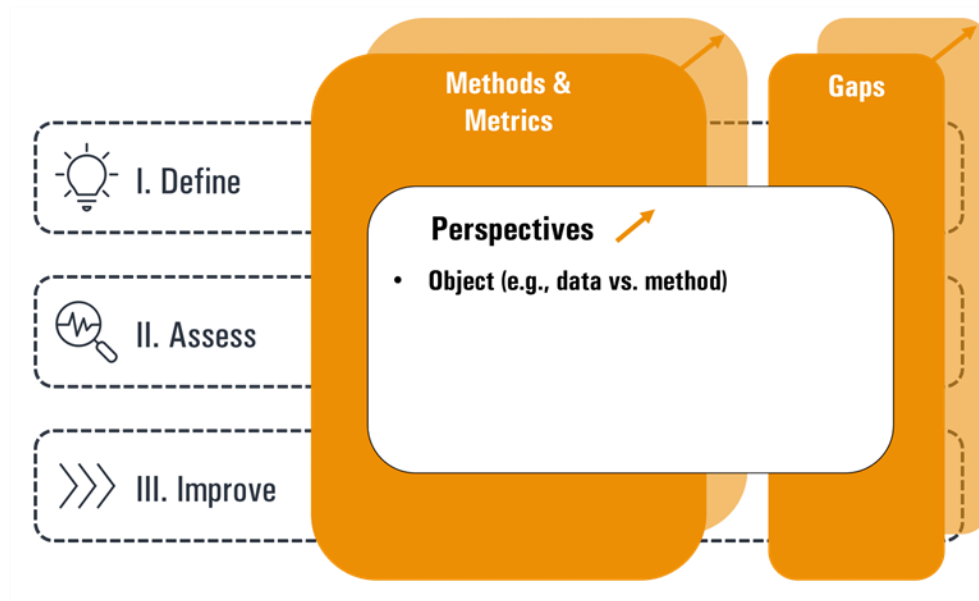 Methods &
Metrics
Gaps
I. Define
Perspectives
• Object (e.g., data vs. method)
II. Assess
III. Improve